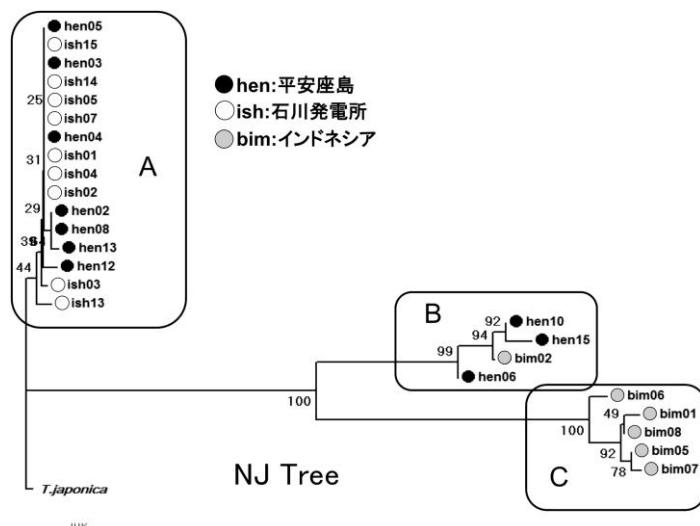 hen05
ish15
hen03
ish14
25
ish05
ish07
hen04
31
ish01
A
ish04
ish02
29
hen02
hen08
hen13
44
hen12
ish03
ish13
hen:平安座島
ish:石川発電所
bim:インドネシア
B
92
hen10
94
hen15
99
bim02
hen06
100
bim06
49
bim01
100
bim08
92
bim05
78
bim07
C
T.japonica
NJ Tree